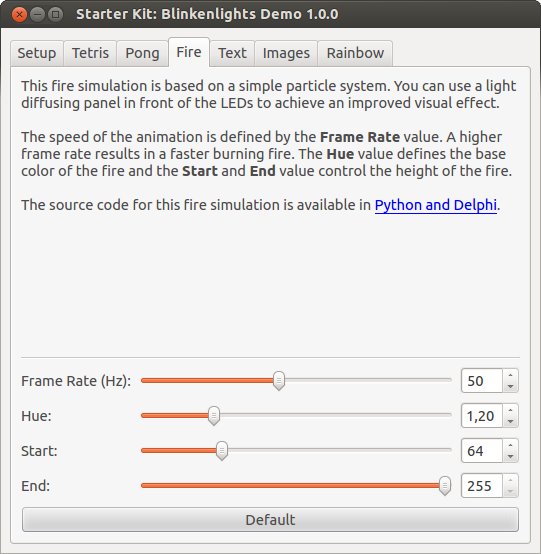 Starter Kit: Blinkenlights Demo 1.0.0
Setup Tetris Pong Fire Text Images Rainbow
This fire simulation is based on a simple particle system. You can use a light
diffusing panel in front of the LEDs to achieve an improved visual effect.
The speed of the animation is defined by the Frame Rate value. A higher
frame rate results in a faster burning fire. The Hue value defines the base
color of the fire and the Start and End value control the height of the fire.
The source code for this fire simulation is available in Python and Delphi.
Frame Rate (Hz): 50
Hue: 1,20
Start: 64
End: 255
Default